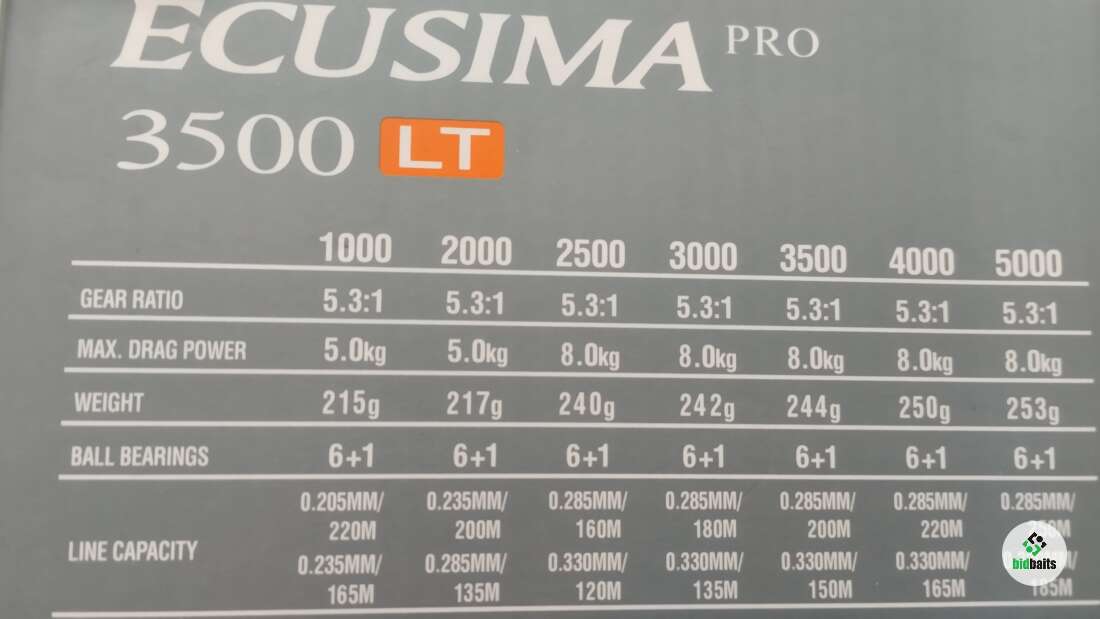 ECUSIMA PRO
3500 LT
1000 2000 2500 3000 3500 4000 5000
GEAR RATIO 5.3:1 5.3:1 5.3:1 5.3:1 5.3:1 5.3:1 5.3:1
MAX. DRAG POWER 5.0kg 5.0kg 8.0kg 8.0kg 8.0kg 8.0kg 8.0kg
WEIGHT 215g 217g 240g 242g 244g 250g 253g
BALL BEARINGS 6+1 6+1 6+1 6+1 6+1 6+1 6+1
0.205MM/ 0.235MM/ 0.285MM/ 0.285MM/ 0.285MM/ 0.285MM/ 0.285MM/
220M 200M 160M 180M 200M 220M
LINE CAPACITY
0.235MM/ 0.285MM/ 0.330MM/ 0.330MM/ 0.330MM/ 0.330MM/
165M 135M 120M 135M 150M 165M 185M
bidbaits